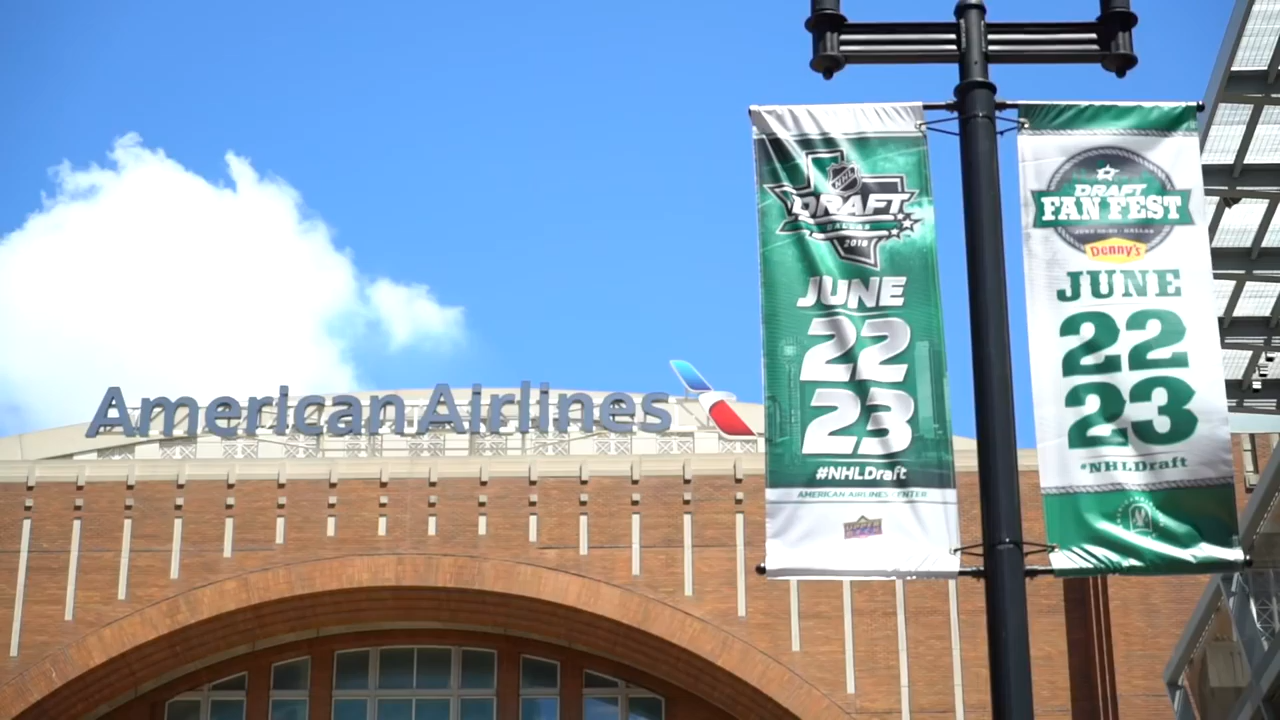 American Airlines
NHL
DRAFT
DALLAS
2018
JUNE
22
23
#NHLDraft
AMERICAN AIRLINES CENTER
UPPER
DRAFT
FAN FEST
Denny's
JUNE
22
23
#NHLDraft